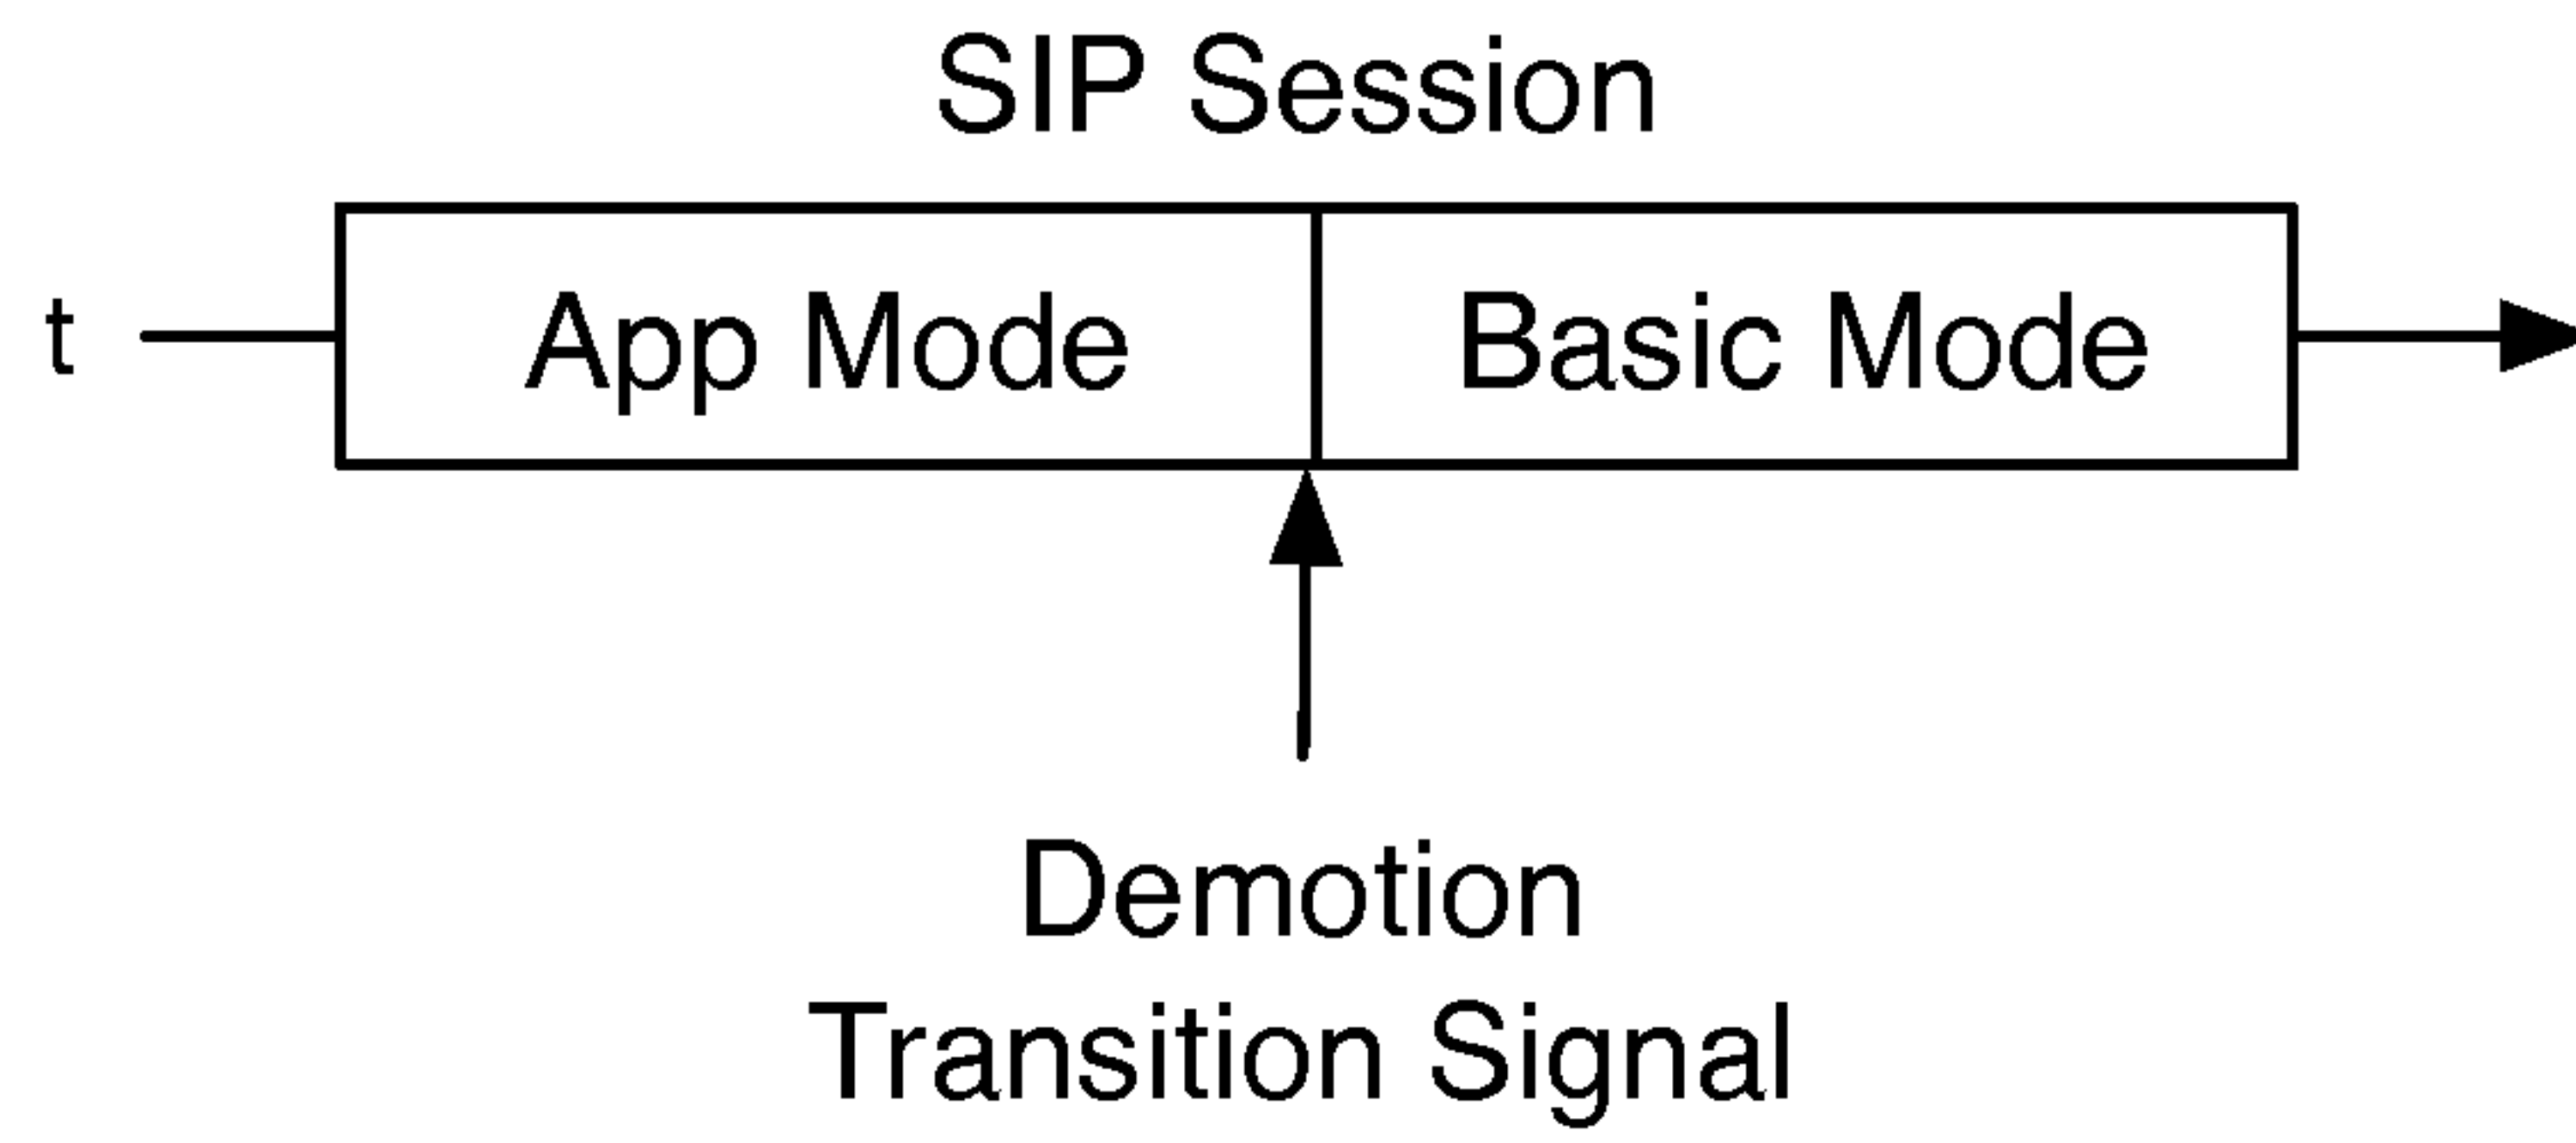 SIP Session
t
App Mode
Basic Mode
Demotion
Transition Signal